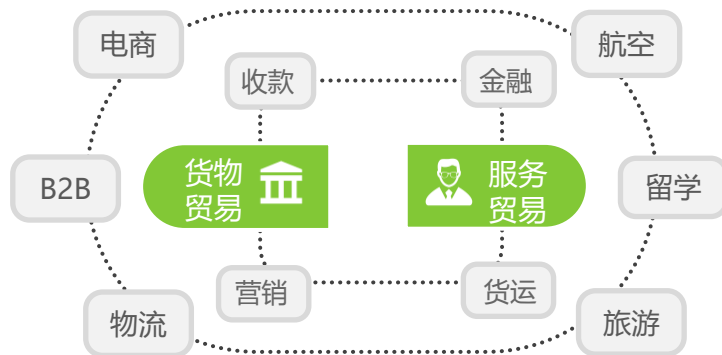 电商
航空
收款
金融
货物
贸易
服务
贸易
B2B
留学
营销
货运
物流
旅游